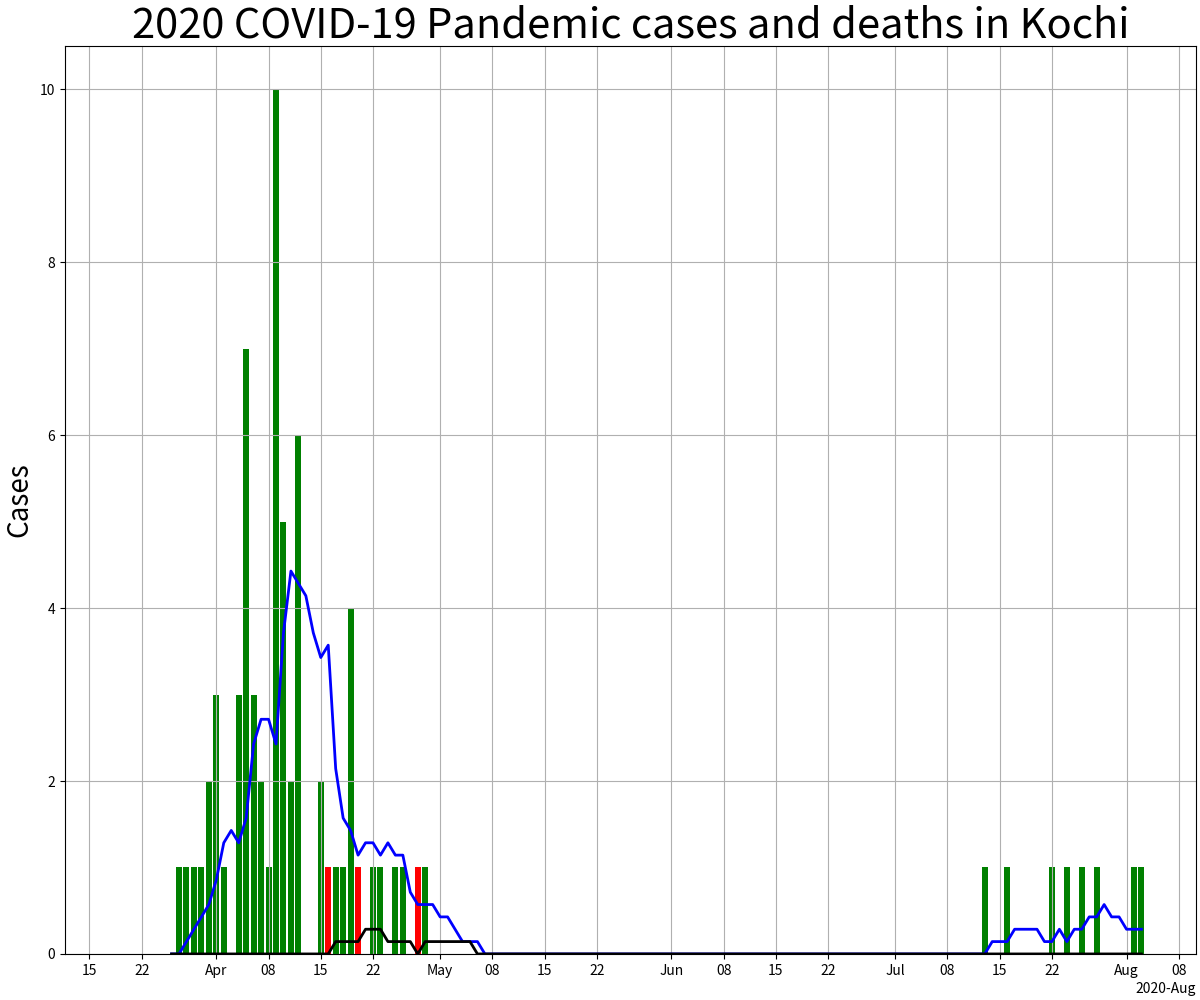 2020 COVID-19 Pandemic cases and deaths in Kochi
Cases
10
8
6
4
2
0
15 22 Apr 08 15 22 May 08 15 22 Jun 08 15 22 Jul 08 15 22 Aug 08
2020-Aug